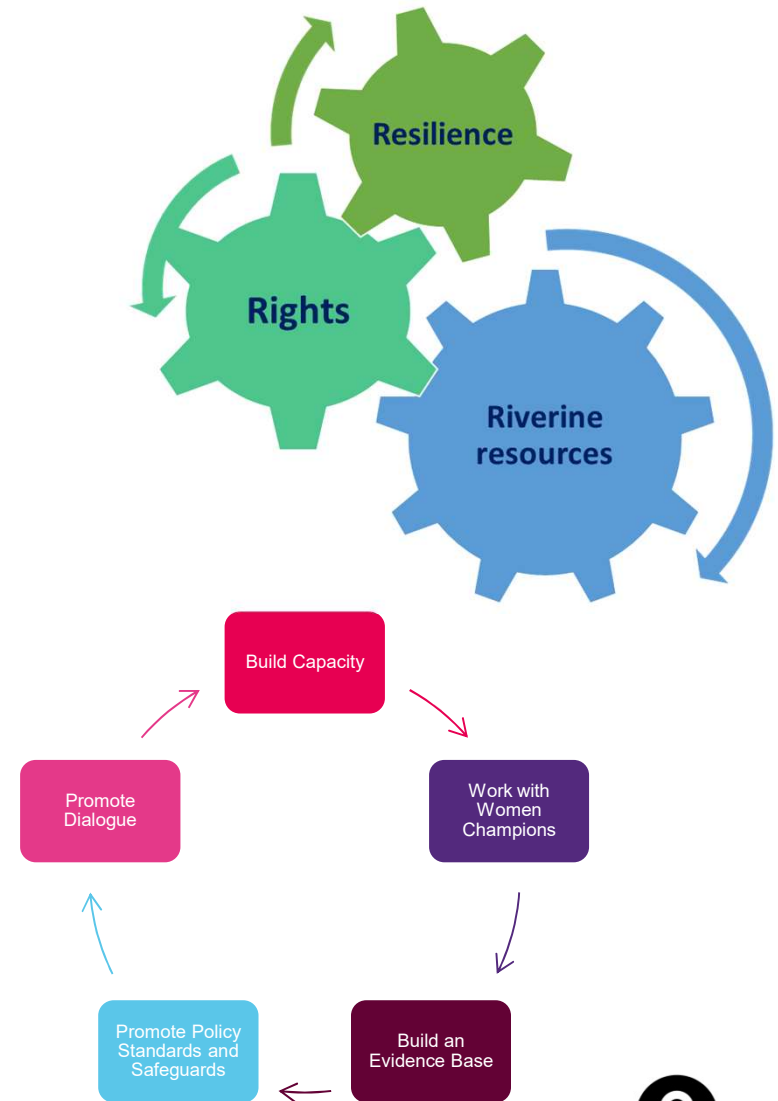 Resilience
Rights
Riverine
resources
Build Capacity
Work with
Women
Champions
Build an
Evidence Base
Promote Policy
Standards and
Safeguards
Promote
Dialogue